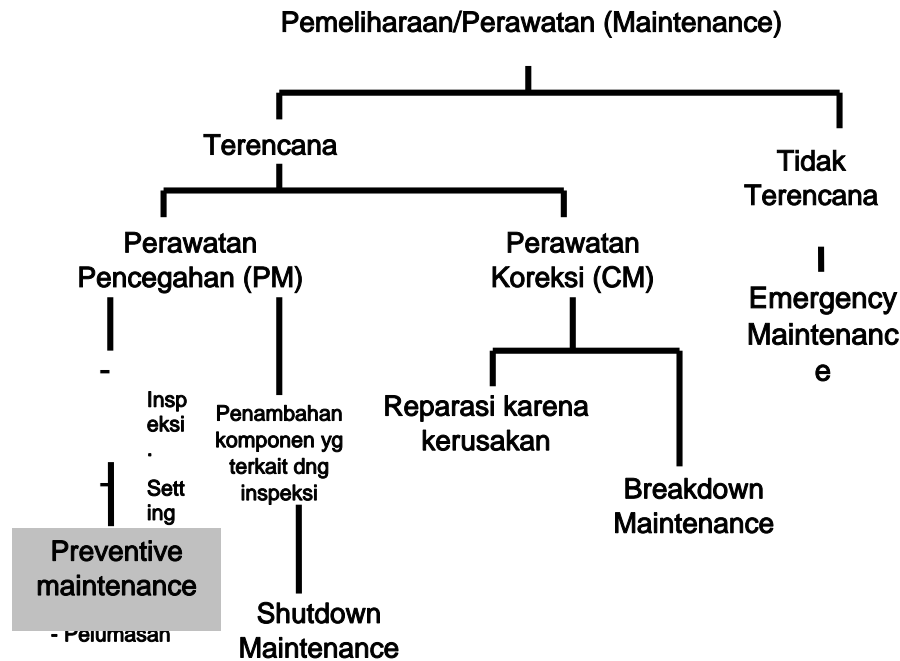 Pemeliharaan/Perawatan (Maintenance)
Terencana
Tidak
Terencana
Perawatan
Pencegahan (PM)
Perawatan
Koreksi (CM)
Emergency
Maintenanc
e
-
Insp
eksi
.
Penambahan
komponen yg
terkait dng
inspeksi
Reparasi karena
kerusakan
-
Sett
ing
Breakdown
Maintenance
Preventive
maintenance
- Pelumasan
Shutdown
Maintenance